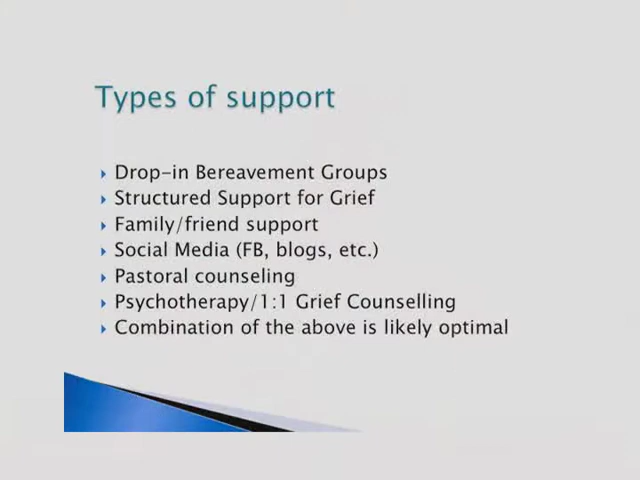 Types of support
Drop-in Bereavement Groups
Structured Support for Grief
Family/friend support
Social Media (FB, blogs, etc.)
Pastoral counseling
Psychotherapy/1:1 Grief Counselling
Combination of the above is likely optimal